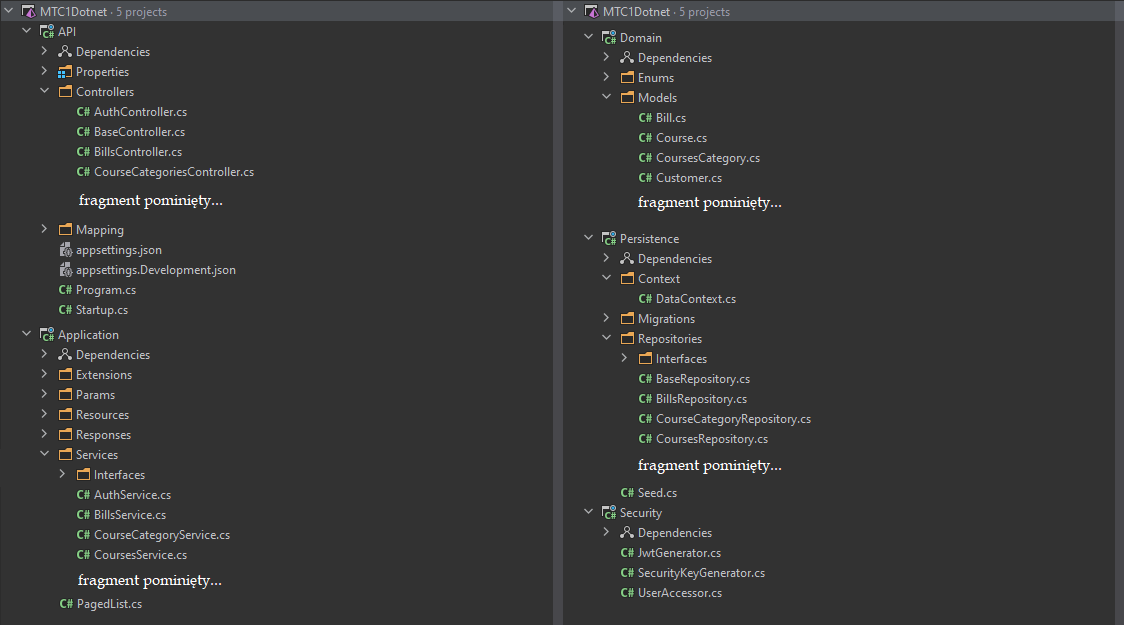 MTC1Dotnet · 5 projects
API
Dependencies
Properties
Controllers
C# AuthController.cs
C# BaseController.cs
C# BillsController.cs
C# CourseCategoriesController.cs
fragment pominięty...
Mapping
appsettings.json
appsettings.Development.json
C# Program.cs
C# Startup.cs
Application
Dependencies
Extensions
Params
Resources
Responses
Services
Interfaces
C# AuthService.cs
C# BillsService.cs
C# CourseCategoryService.cs
C# CoursesService.cs
fragment pominięty...
C# PagedList.cs
MTC1Dotnet · 5 projects
Domain
Dependencies
Enums
Models
C# Bill.cs
C# Course.cs
C# CoursesCategory.cs
C# Customer.cs
fragment pominięty...
Persistence
Dependencies
Context
C# DataContext.cs
Migrations
Repositories
Interfaces
C# BaseRepository.cs
C# BillsRepository.cs
C# CourseCategoryRepository.cs
C# CoursesRepository.cs
fragment pominięty...
C# Seed.cs
Security
Dependencies
C# JwtGenerator.cs
C# SecurityKeyGenerator.cs
C# UserAccessor.cs